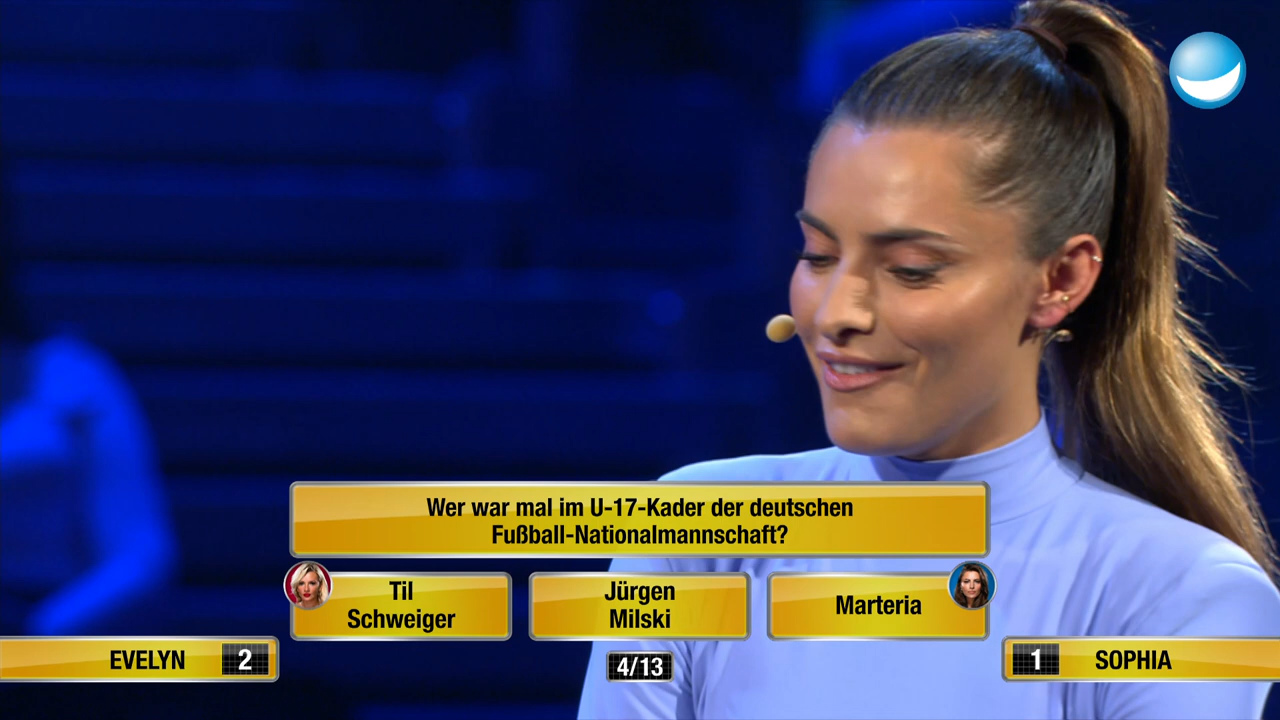 Wer war mal im U-17-Kader der deutschen
Fußball-Nationalmannschaft?
Til
Schweiger
Jürgen
Milski
Marteria
EVELYN 2
4/13
1 SOPHIA